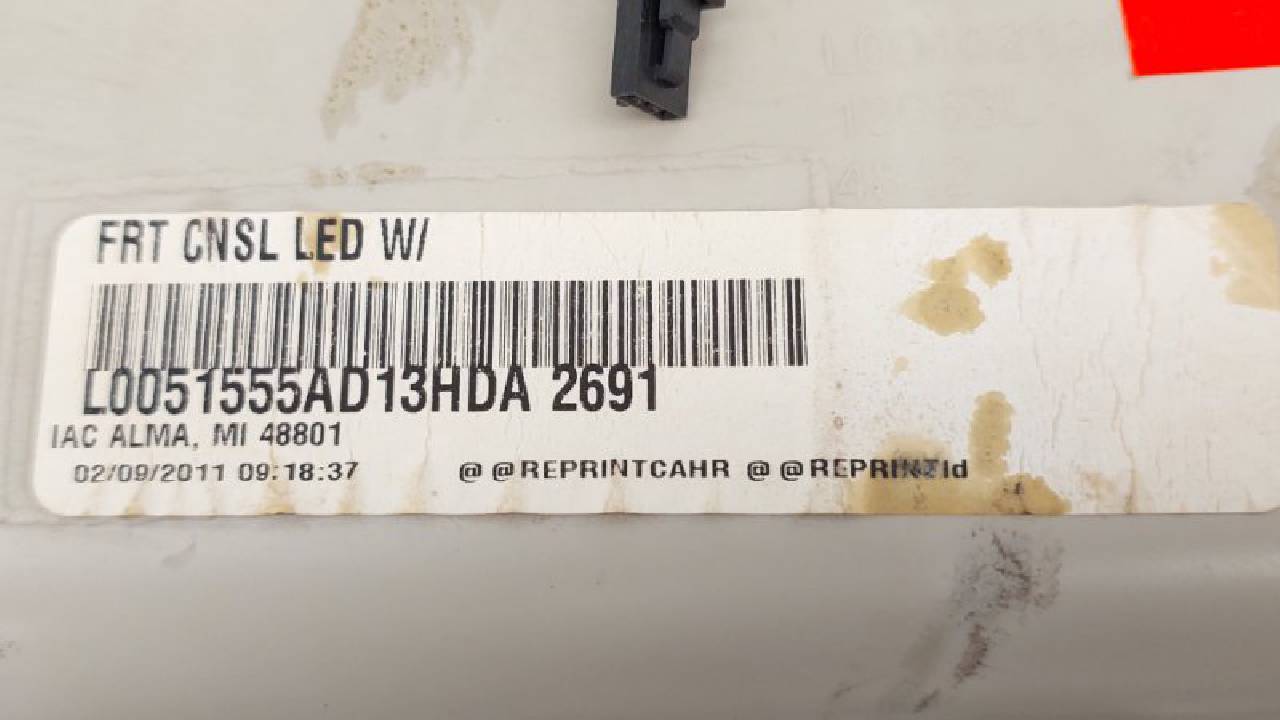 FRT CNSL LED W/
L0051555AD13HDA 2691
IAC ALMA, MI 48801
02/09/2011 09:18:37 @@REPRINTCAHR @@REPRINTId